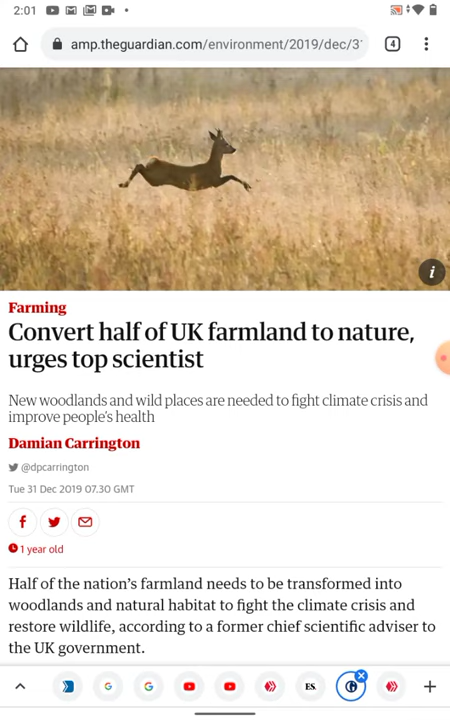 2:01
amp.theguardian.com/environment/2019/dec/3
4
i
Farming
Convert half of UK farmland to nature,
urges top scientist
New woodlands and wild places are needed to fight climate crisis and
improve people's health
Damian Carrington
@dpcarrington
Tue 31 Dec 2019 07.30 GMT
1 year old
Half of the nation's farmland needs to be transformed into
woodlands and natural habitat to fight the climate crisis and
restore wildlife, according to a former chief scientific adviser to
the UK government.
ES.